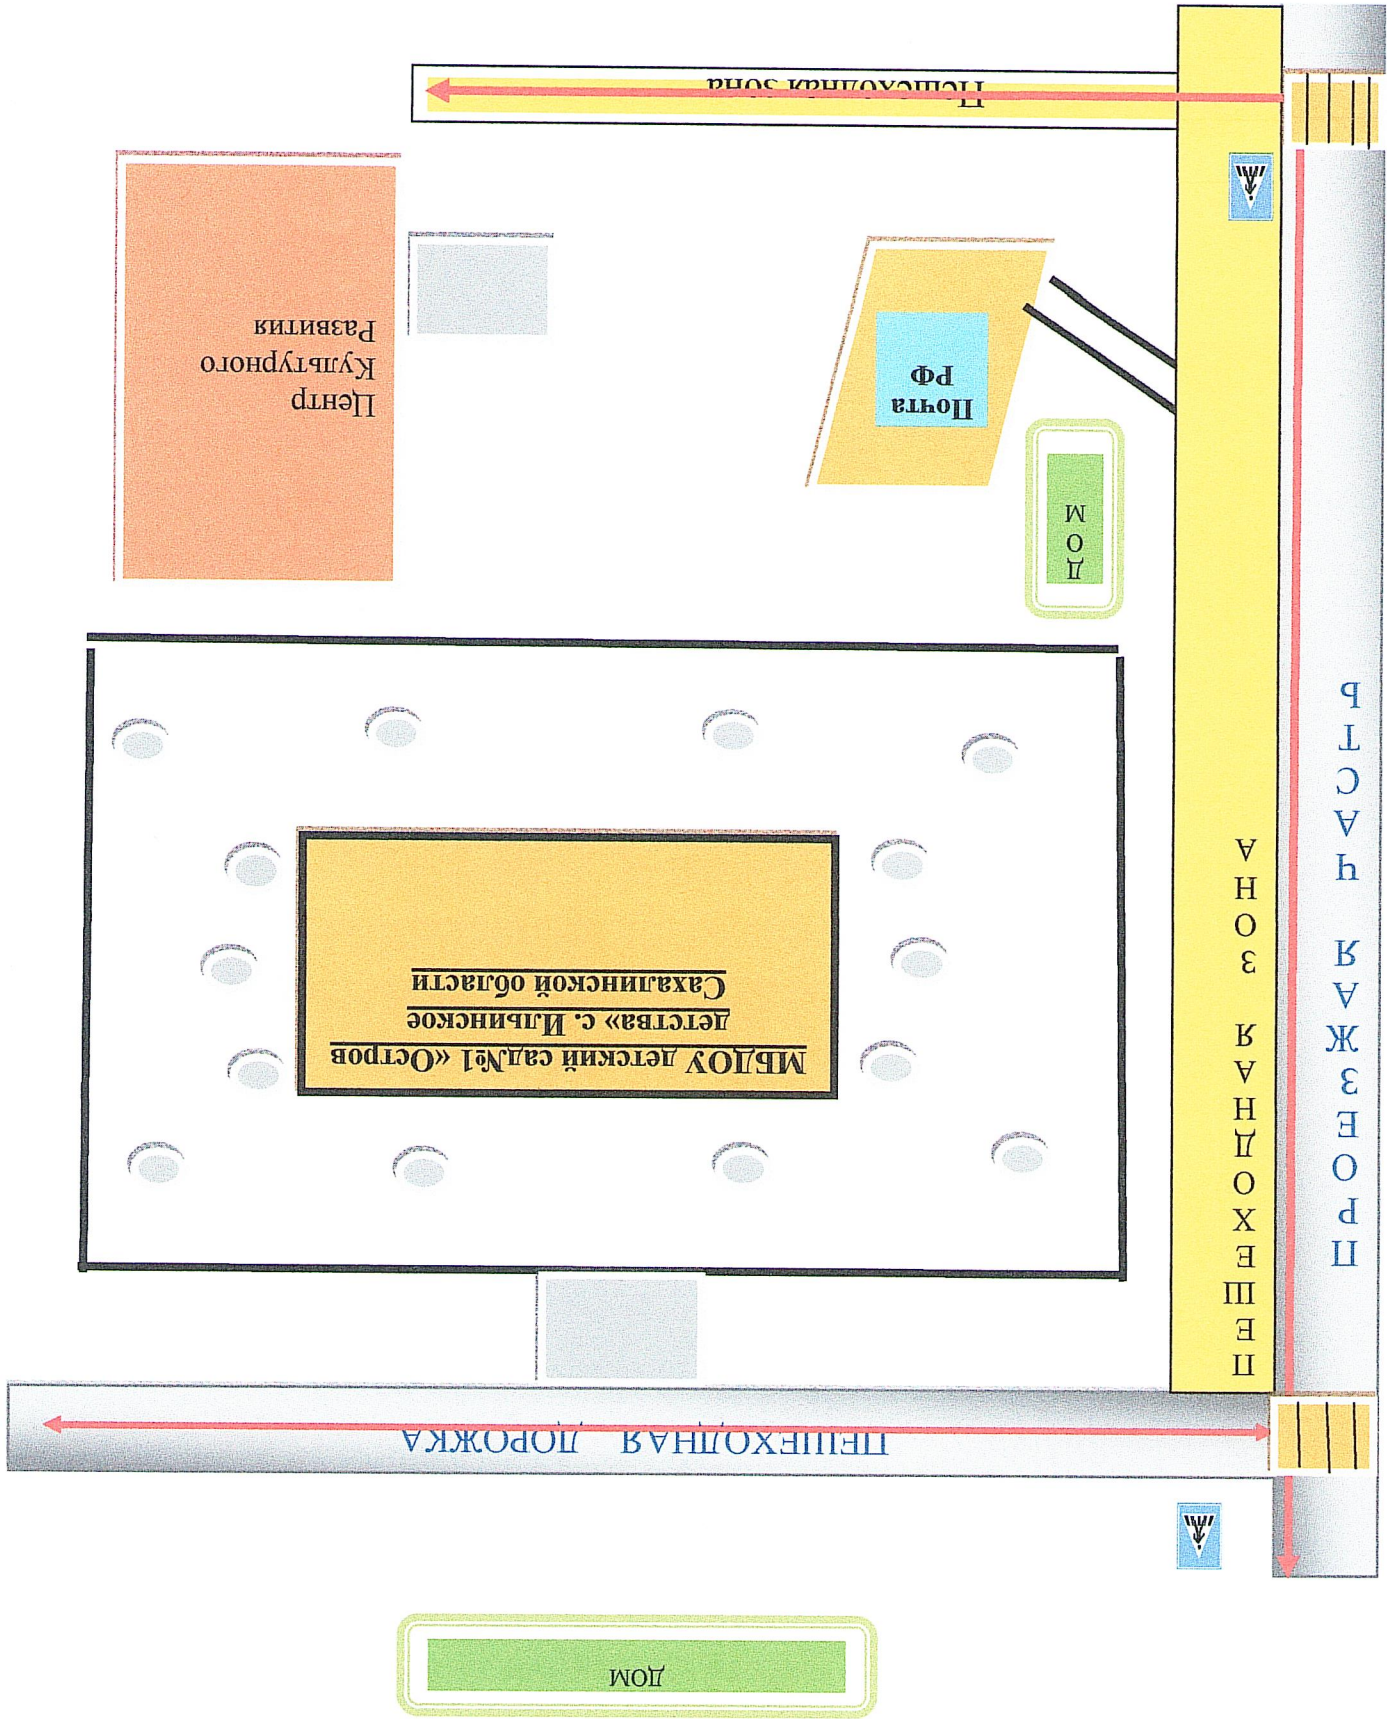 ДОМ
ПЕШЕХОДНАЯ ДОРОЖКА
ПРОЕЗЖАЯ ЧАСТЬ
ПЕШЕХОДНАЯ ЗОНА
МБДОУ детский сад№1 «Остров
детства» с. Ильинское
Сахалинской области
ДОМ
Почта
РФ
Центр
Культурного
Развития
Пешеходная зона